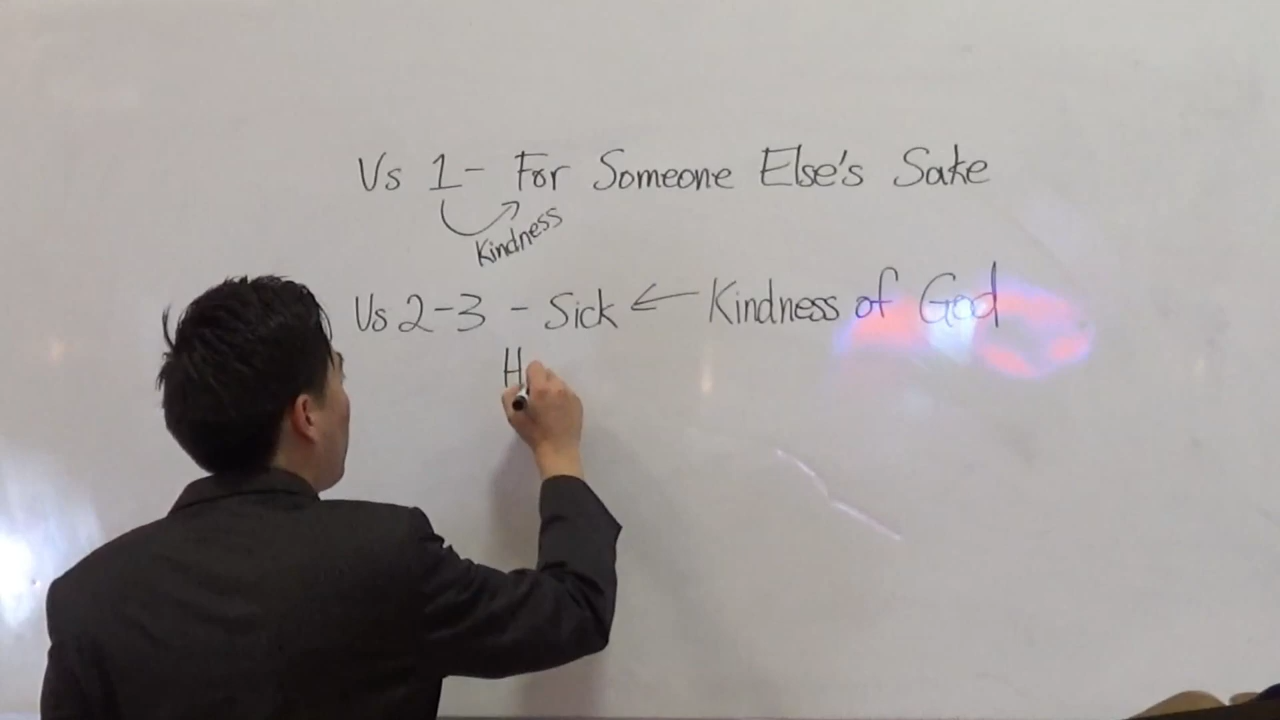 Vs 1- For Someone Else's Sake
Kindness
Vs 2-3 - Sick ← Kindness of God
H